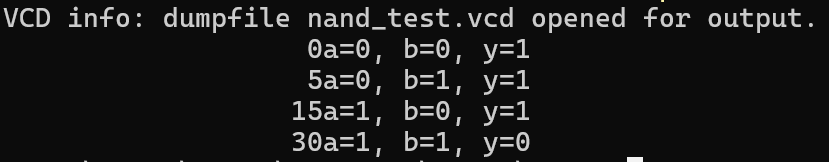 VCD info: dumpfile nand_test.vcd opened for output.
0a=0, b=0, y=1
5a=0, b=1, y=1
15a=1, b=0, y=1
30a=1, b=1, y=0